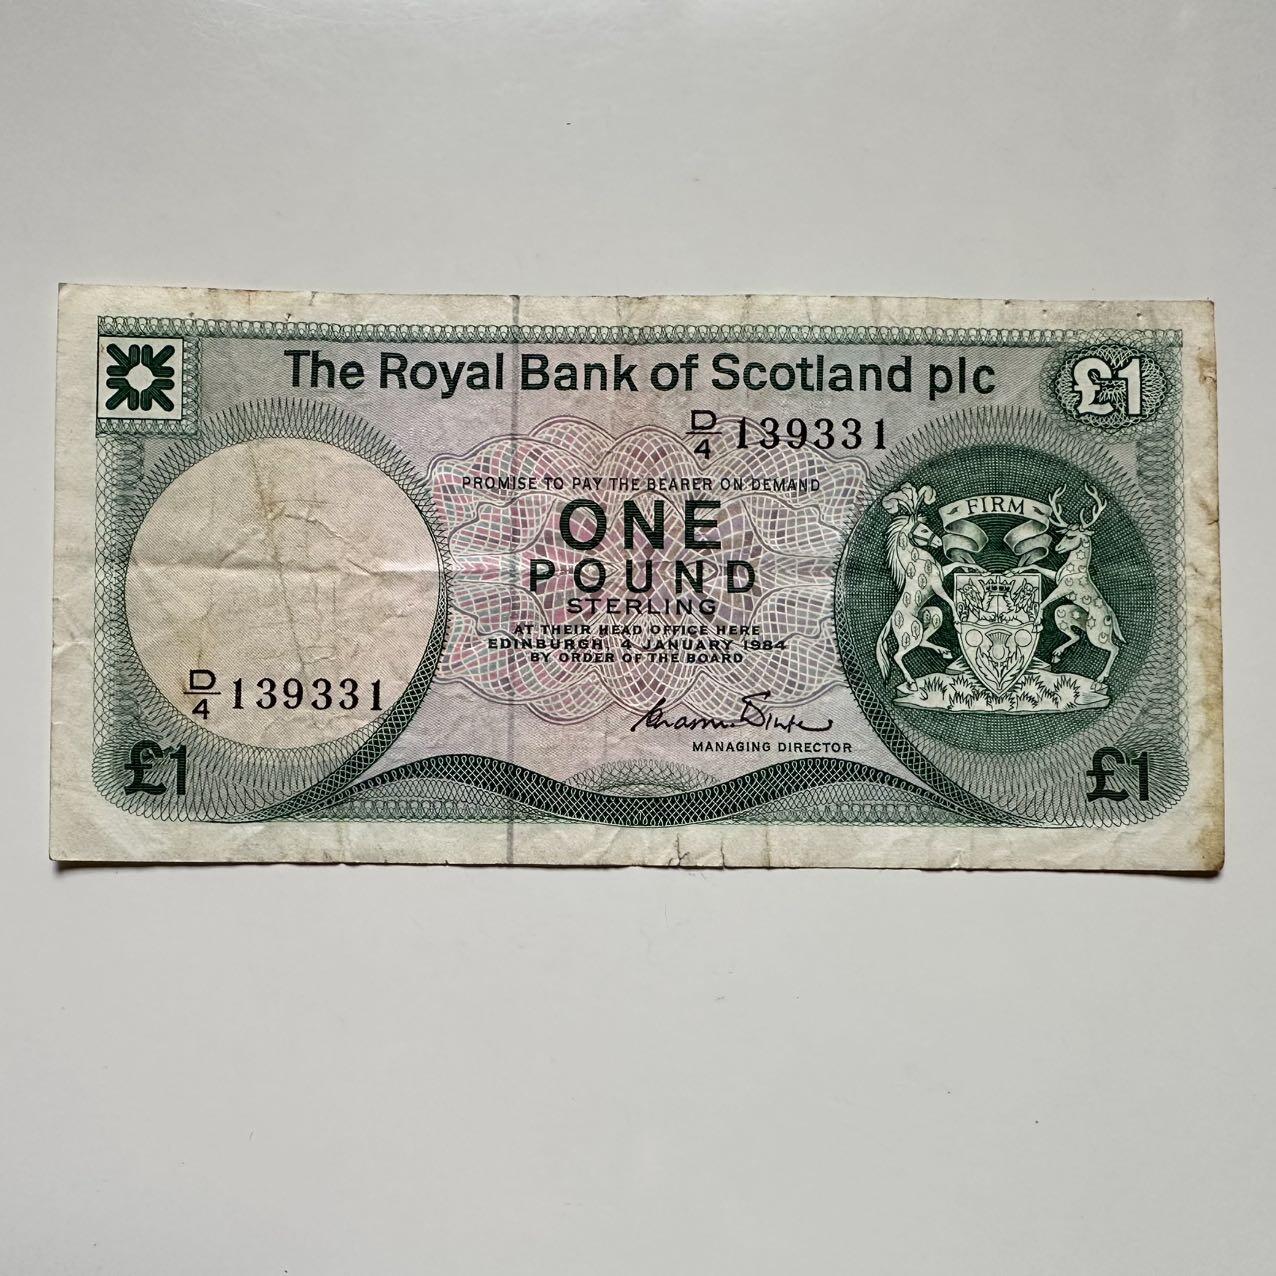 The Royal Bank of Scotland plc
£1
D/4 139331
PROMISE TO PAY THE BEARER ON DEMAND
ONE
POUND
STERLING
AT THEIR HEAD OFFICE HERE
EDINBURGH, 4 JANUARY 1984
BY ORDER OF THE BOARD
FIRM
D/4 139331
MANAGING DIRECTOR
£1
£1